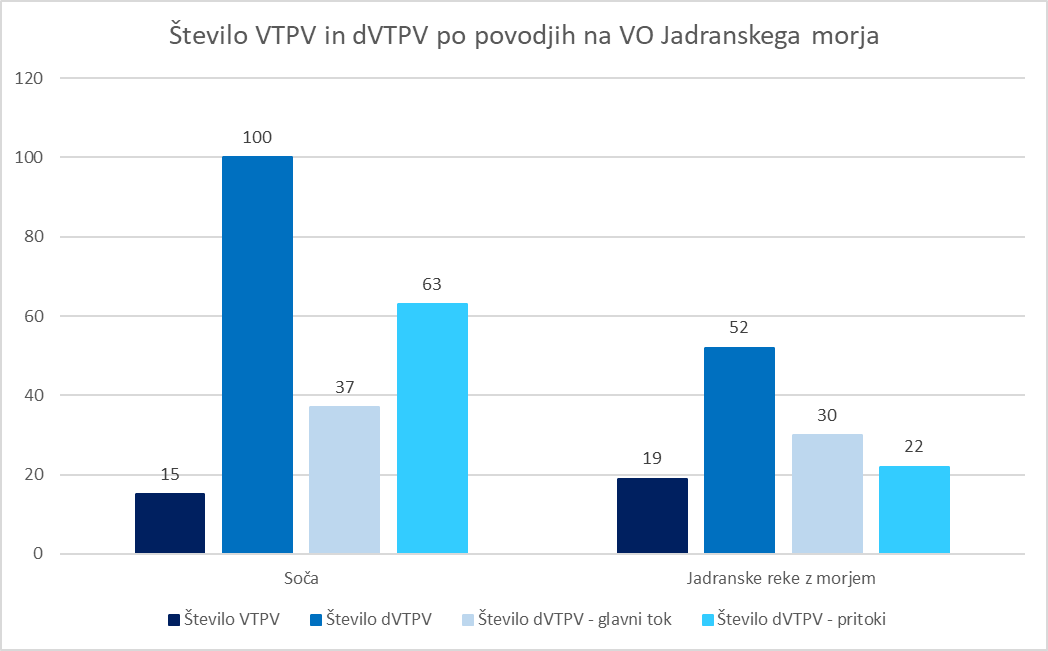 Število VTPV in dVTPV po povodjih na VO Jadranskega morja
120
100
80
60
40
20
0
15
100
37
63
19
52
30
22
Soča
Jadranske reke z morjem
Število VTPV
Število dVTPV
Število dVTPV - glavni tok
Število dVTPV - pritoki